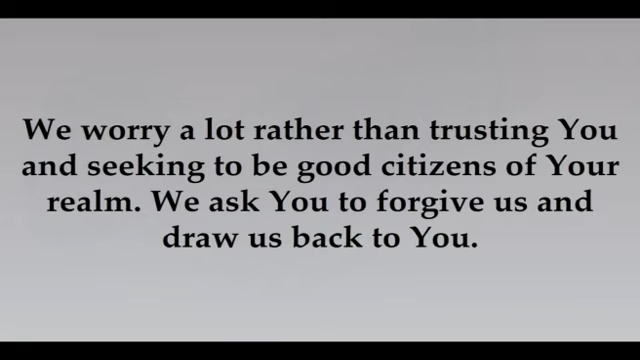 We worry a lot rather than trusting You
and seeking to be good citizens of Your
realm. We ask You to forgive us and
draw us back to You.